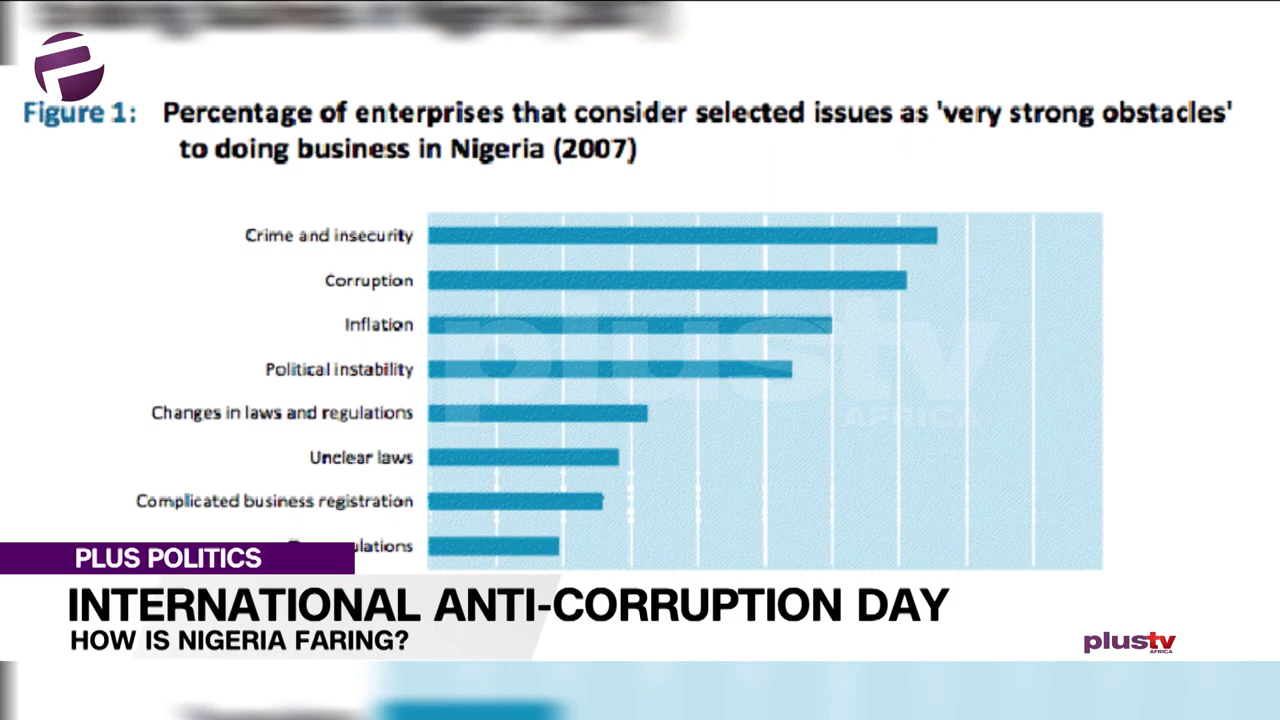 Figure 1: Percentage of enterprises that consider selected issues as 'very strong obstacles'
to doing business in Nigeria (2007)
Crime and insecurity
Corruption
Inflation
Political instability
Changes in laws and regulations
Unclear laws
Complicated business registration
plustv
AFRICA
PLUS POLITICS
INTERNATIONAL ANTI-CORRUPTION DAY
HOW IS NIGERIA FARING?
plustv
AFRICA